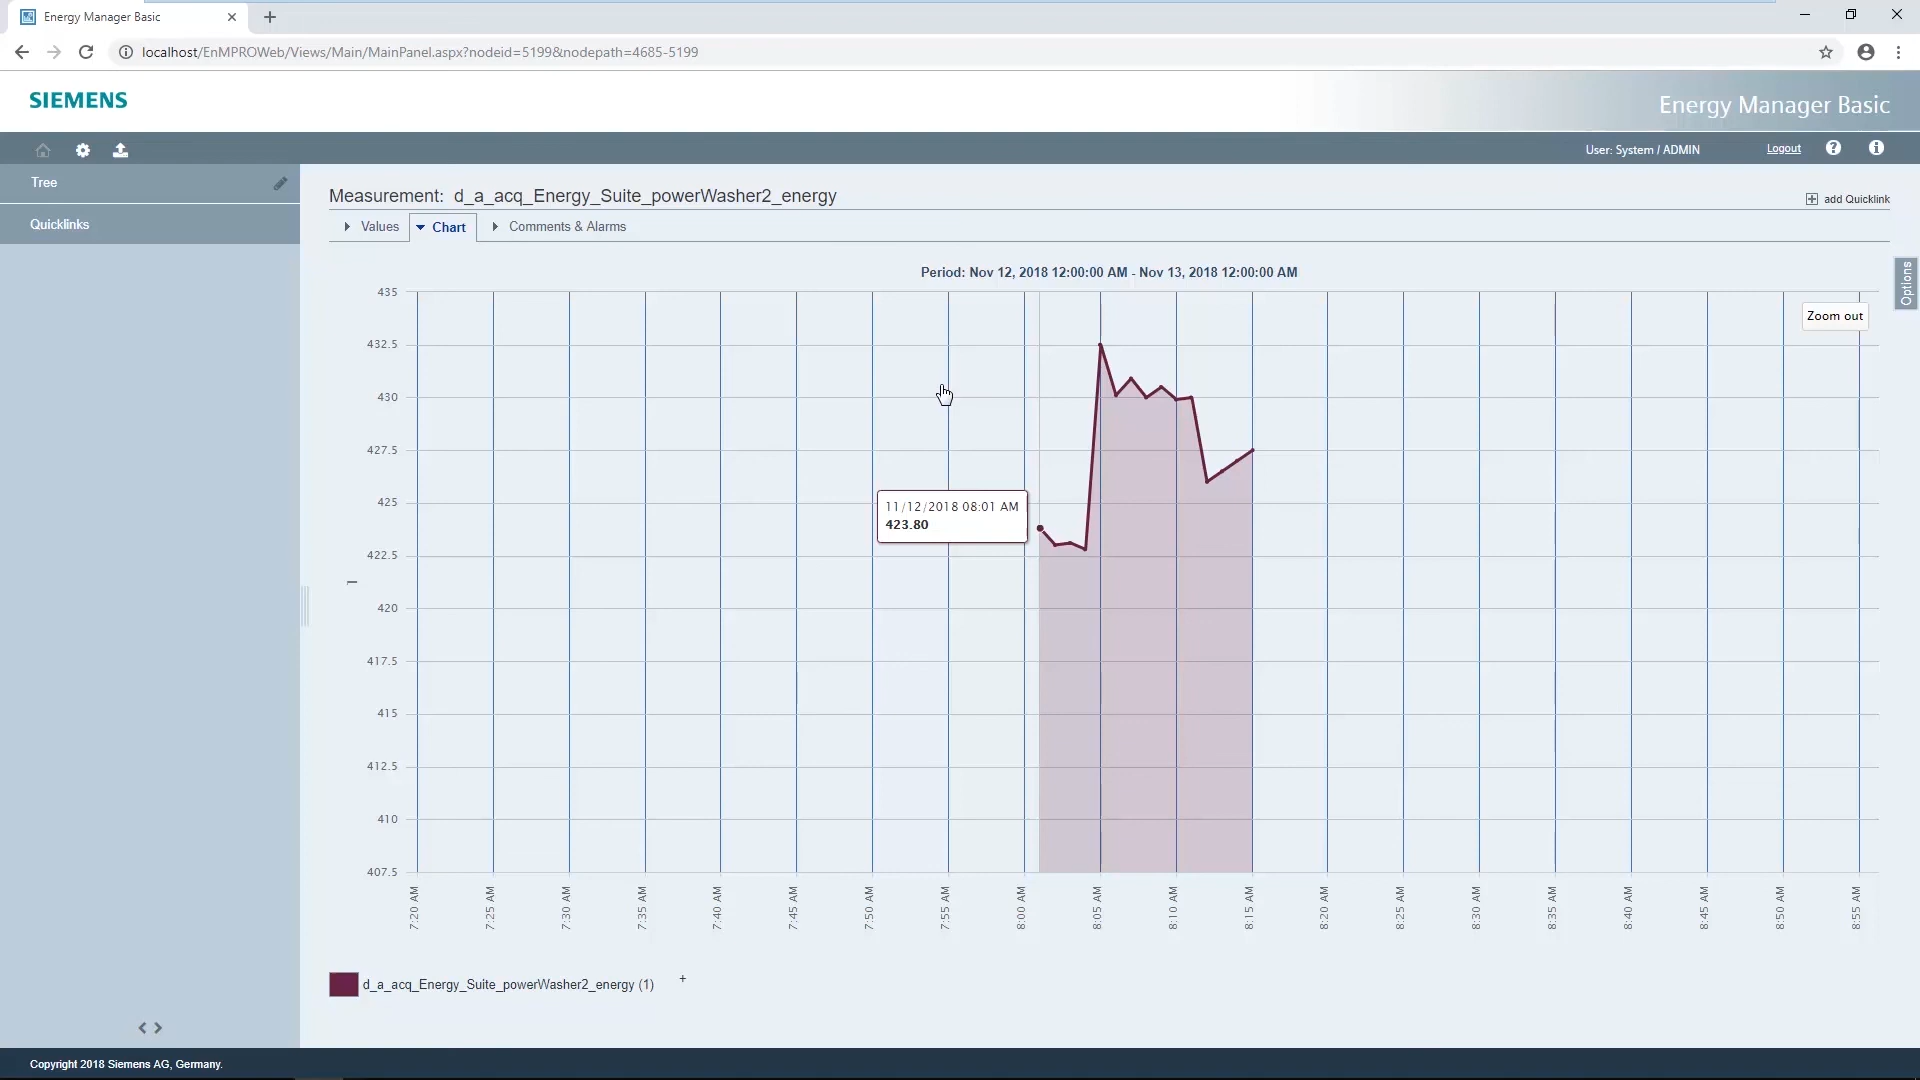 Energy Manager Basic
localhost/EnMPROWeb/Views/Main/MainPanel.aspx?nodeid=5199&nodepath=4685-5199
SIEMENS
Energy Manager Basic
User: System / ADMIN
Logout
Tree
Quicklinks
Measurement: d_a_acq_Energy_Suite_powerWasher2_energy
add Quicklink
Values
Chart
Comments & Alarms
Period: Nov 12, 2018 12:00:00 AM - Nov 13, 2018 12:00:00 AM
Options
Zoom out
435
432.5
430
427.5
425
422.5
420
417.5
415
412.5
410
407.5
1
11/12/2018 08:01 AM
423.80
7:20 AM
7:25 AM
7:30 AM
7:35 AM
7:40 AM
7:45 AM
7:50 AM
7:55 AM
8:00 AM
8:05 AM
8:10 AM
8:15 AM
8:20 AM
8:25 AM
8:30 AM
8:35 AM
8:40 AM
8:45 AM
8:50 AM
8:55 AM
d_a_acq_Energy_Suite_powerWasher2_energy (1) +
Copyright 2018 Siemens AG, Germany.